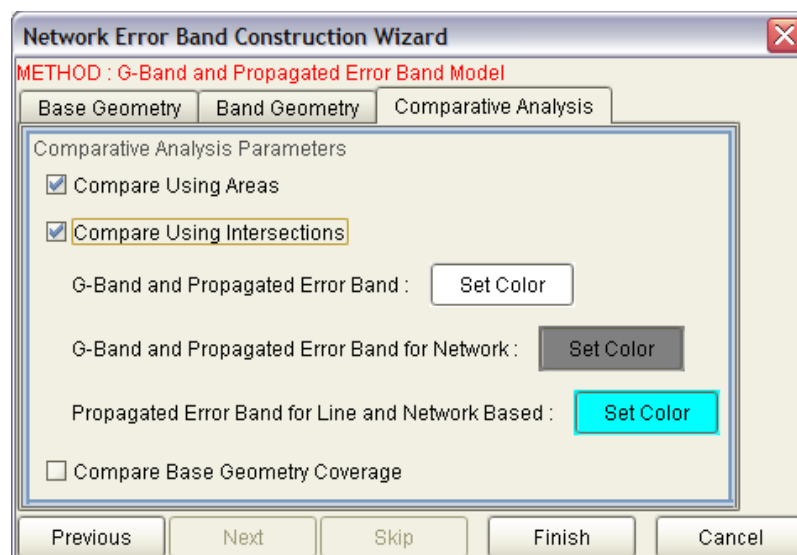 Network Error Band Construction Wizard
METHOD : G-Band and Propagated Error Band Model
Base Geometry Band Geometry Comparative Analysis
Comparative Analysis Parameters
Compare Using Areas
Compare Using Intersections
G-Band and Propagated Error Band : Set Color
G-Band and Propagated Error Band for Network : Set Color
Propagated Error Band for Line and Network Based : Set Color
Compare Base Geometry Coverage
Previous Next Skip Finish Cancel